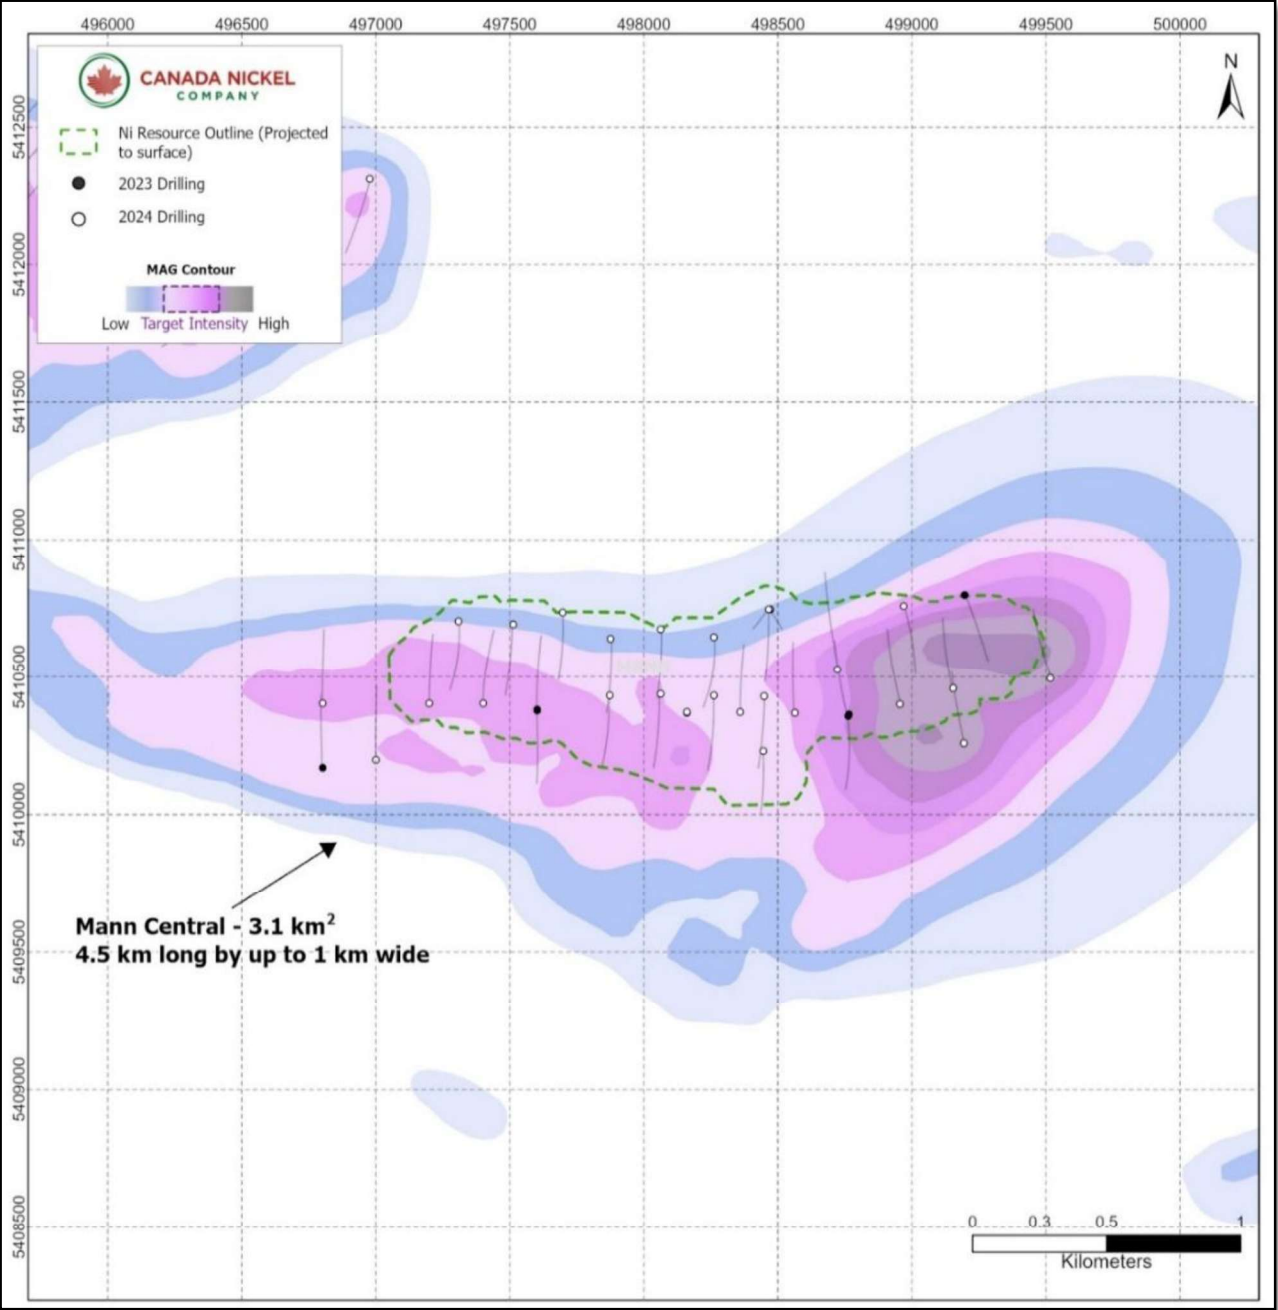 496000 496500 497000 497500 498000 498500 499000 499500 500000
CANADA NICKEL
COMPANY
Ni Resource Outline (Projected
to surface)
2023 Drilling
2024 Drilling
MAG Contour
Low Target Intensity High
N
5412500
5412000
5411500
5411000
5410500
5410000
5409500
5409000
5408500
Mann Central - 3.1 km²
4.5 km long by up to 1 km wide
0 0.3 0.5 1
Kilometers